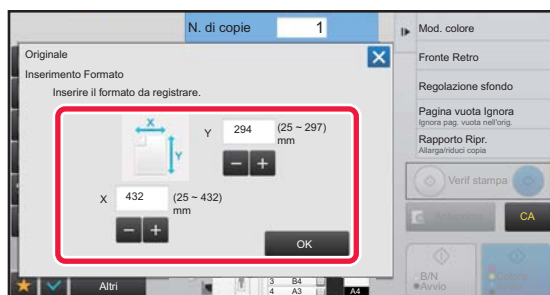 N. di copie 1
Originale
Inserimento Formato
Inserire il formato da registrare.
X
Y
Y 294 (25 ~ 297)
mm
X 432 (25 ~ 432)
mm
OK
Altri
3 B4
4 A3
A4
Mod. colore
Fronte Retro
Regolazione sfondo
Pagina vuota Ignora
Ignora pag. vuota nell'orig.
Rapporto Ripr.
Allarga/riduci copia
Verif stampa
CA
B/N
Avvio